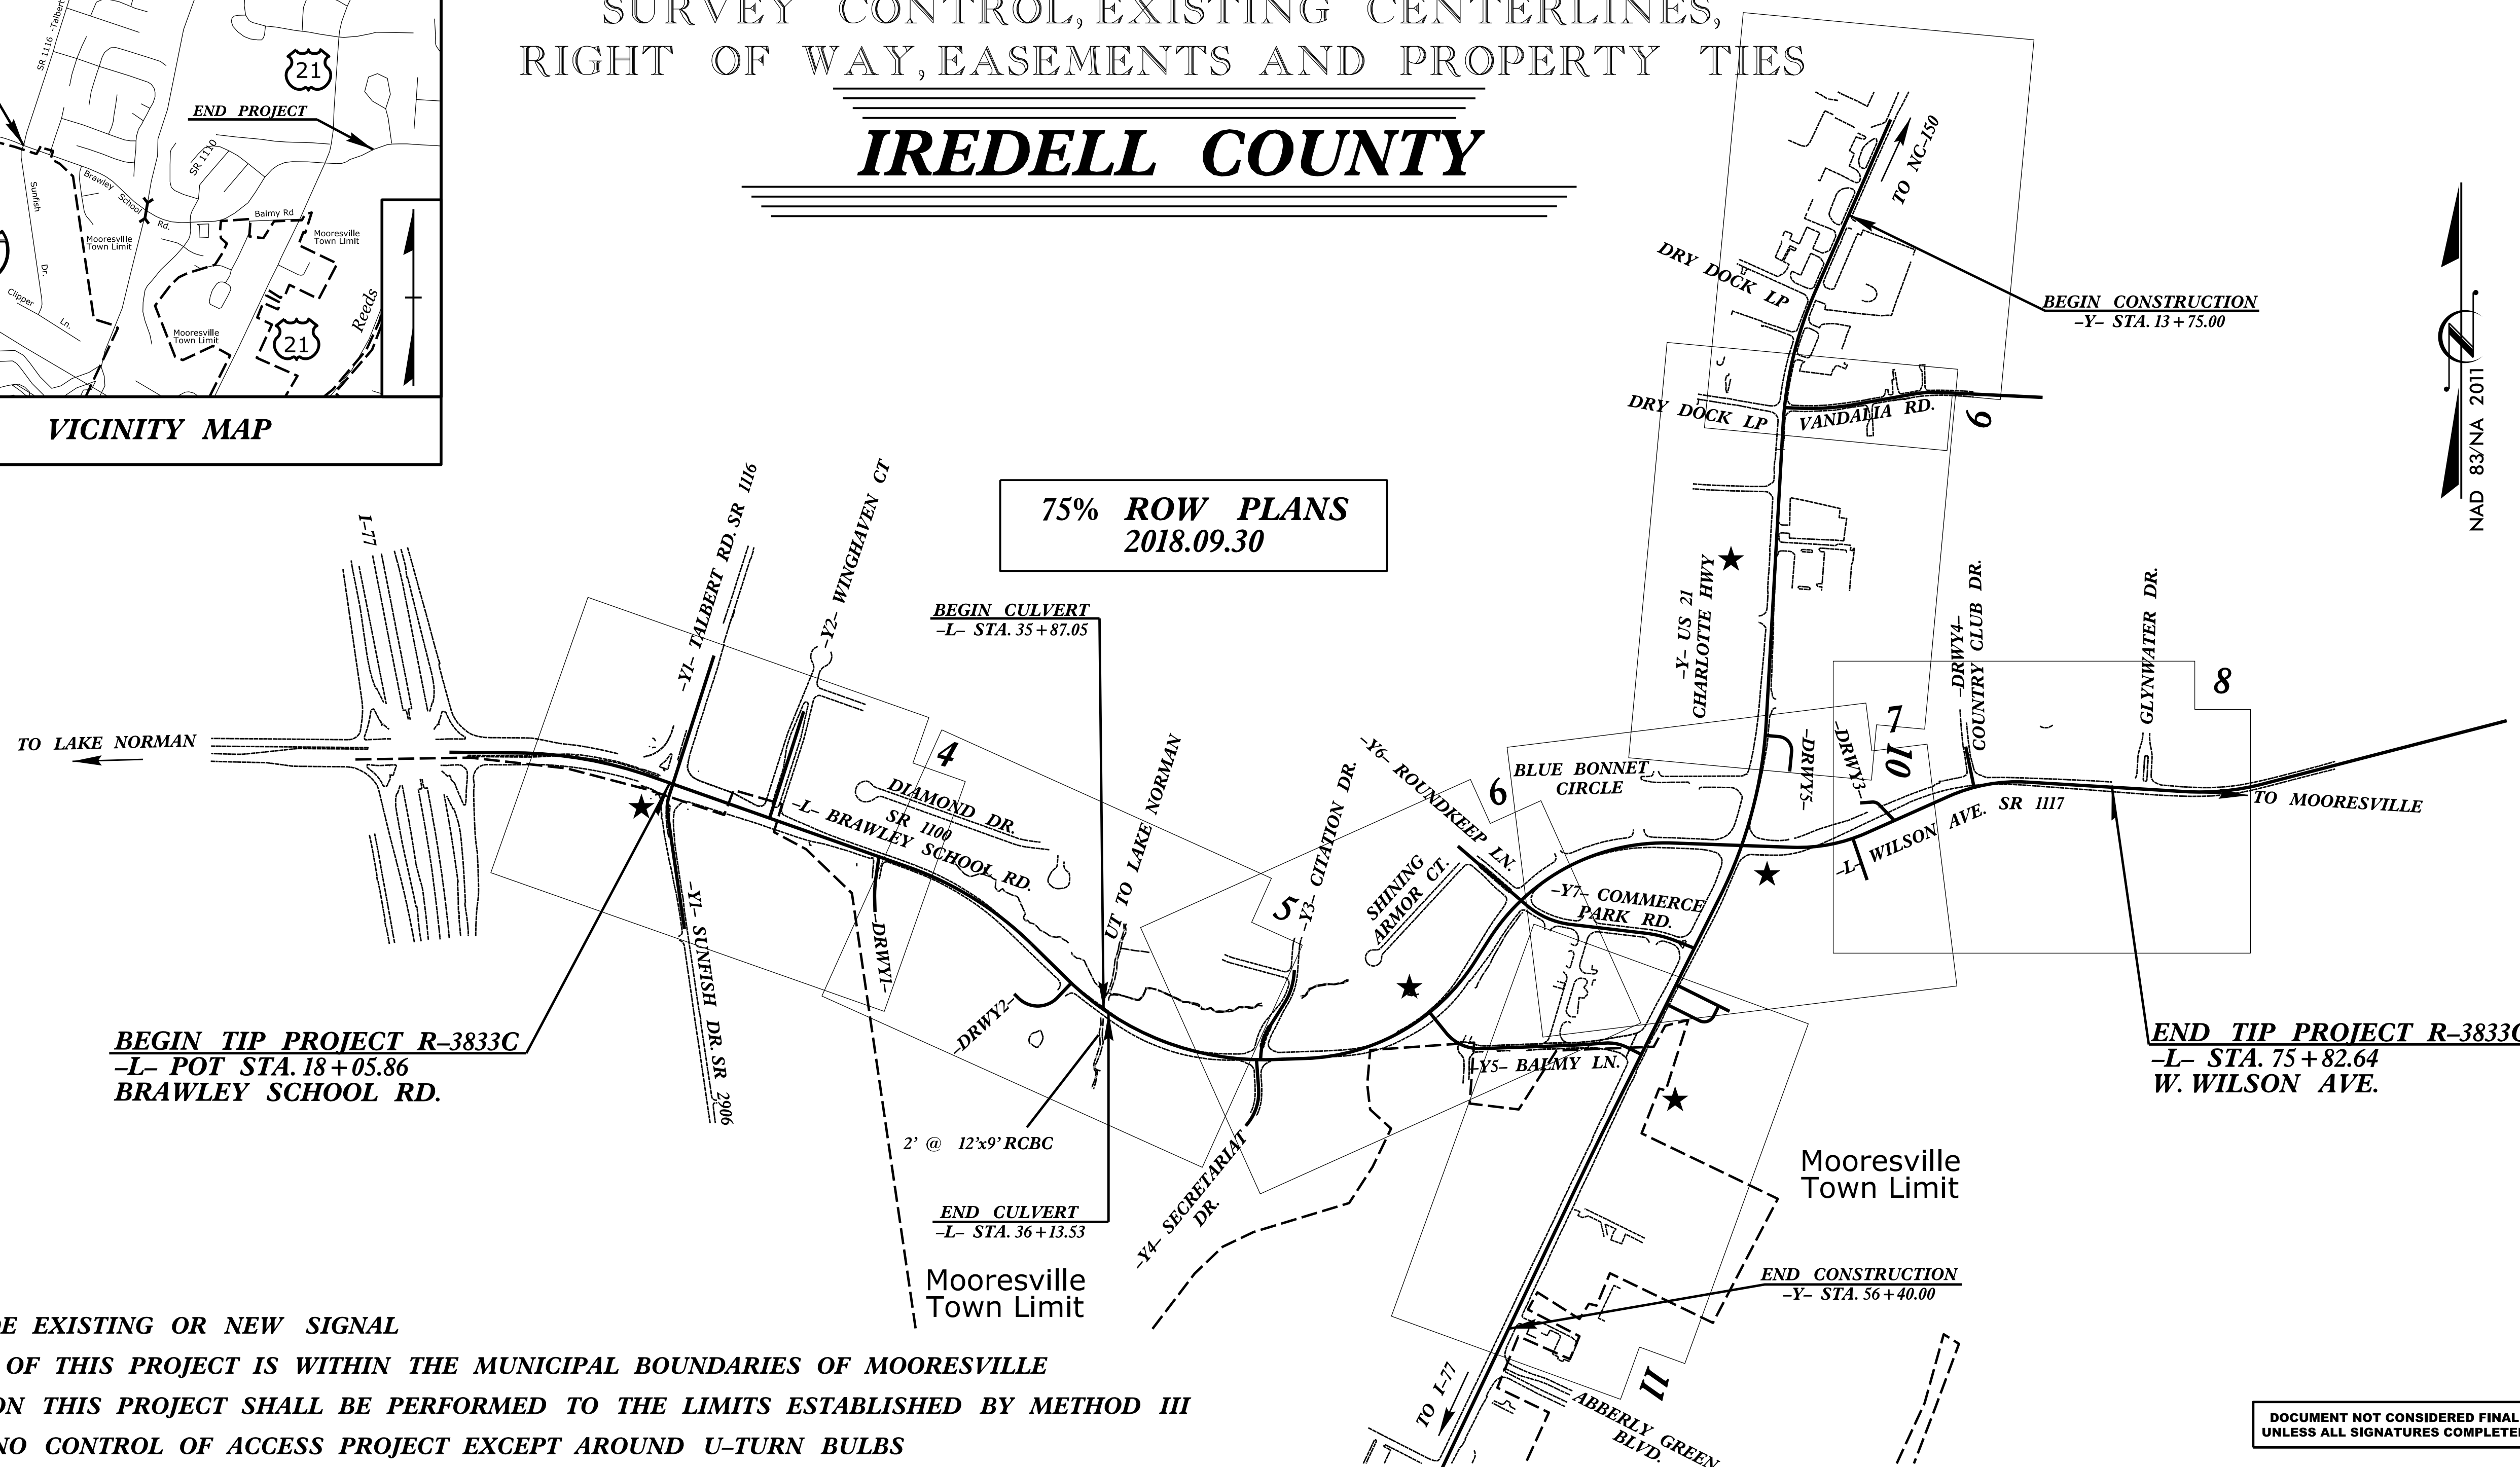 SURVEY CONTROL, EXISTING CENTERLINES,
RIGHT OF WAY, EASEMENTS AND PROPERTY TIES
IREDELL COUNTY
SR 1116 -Talbert
21
END PROJECT
SR 1110
Sunfish
Dr.
Brawley
School
Rd.
Balmy Rd
Mooresville
Town Limit
Mooresville
Town Limit
Clipper
Ln.
Mooresville
Town Limit
21
Reeds
VICINITY MAP
TO NC-150
DRY DOCK LP
BEGIN CONSTRUCTION
-Y- STA. 13+75.00
DRY DOCK LP
VANDALIA RD.
9
NAD 83/NA 2011
75% ROW PLANS
2018.09.30
I-77
-Y1- TALBERT RD. SR 1116
-Y2- WINGHAVEN CT
BEGIN CULVERT
-L- STA. 35+87.05
-Y- US 21
CHARLOTTE HWY
-DRWY4-
COUNTRY CLUB DR.
GLYNWATER DR.
8
7
10
TO LAKE NORMAN
4
DIAMOND DR.
SR 1100
-L- BRAWLEY SCHOOL RD.
UT TO LAKE NORMAN
-Y3- CITATION DR.
-Y6- ROUNDKEEP LN.
6
BLUE BONNET
CIRCLE
-DRWY5-
-DRWY3-
TO MOORESVILLE
-L- WILSON AVE. SR 1117
SHINING
ARMOR CT.
-Y7- COMMERCE
PARK RD.
5
-DRWY1-
-Y1- SUNFISH DR. SR 2906
-DRWY2-
BEGIN TIP PROJECT R-3833C
-L- POT STA. 18+05.86
BRAWLEY SCHOOL RD.
END TIP PROJECT R-3833C
-L- STA. 75+82.64
W. WILSON AVE.
-Y5- BALMY LN.
2' @ 12'x9' RCBC
-Y4- SECRETARIAT
DR.
END CULVERT
-L- STA. 36+13.53
Mooresville
Town Limit
Mooresville
Town Limit
END CONSTRUCTION
-Y- STA. 56+40.00
11
TO I-77
ABBERLY GREEN
BLVD.
EXISTING OR NEW SIGNAL
OF THIS PROJECT IS WITHIN THE MUNICIPAL BOUNDARIES OF MOORESVILLE
ON THIS PROJECT SHALL BE PERFORMED TO THE LIMITS ESTABLISHED BY METHOD III
NO CONTROL OF ACCESS PROJECT EXCEPT AROUND U-TURN BULBS
DOCUMENT NOT CONSIDERED FINAL
UNLESS ALL SIGNATURES COMPLETED